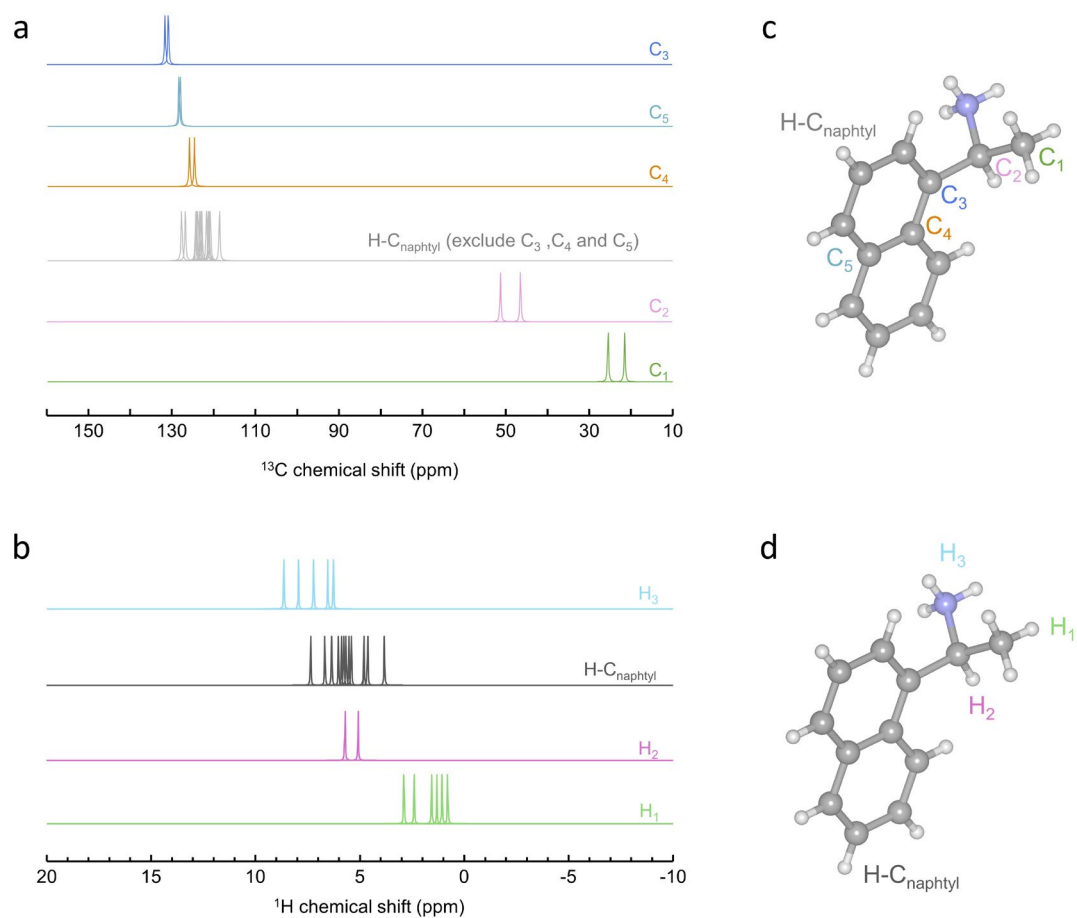 a
C₃
C₅
C₄
H-Cnaphtyl (exclude C₃ ,C₄ and C₅)
C₂
C₁
150 130 110 90 70 50 30 10
¹³C chemical shift (ppm)
c
H-Cnaphtyl
C₂ C₁
C₃
C₄
C₅
b
H₃
H-Cnaphtyl
H₂
H₁
20 15 10 5 0 -5 -10
¹H chemical shift (ppm)
d
H₃
H₁
H₂
H-Cnaphtyl